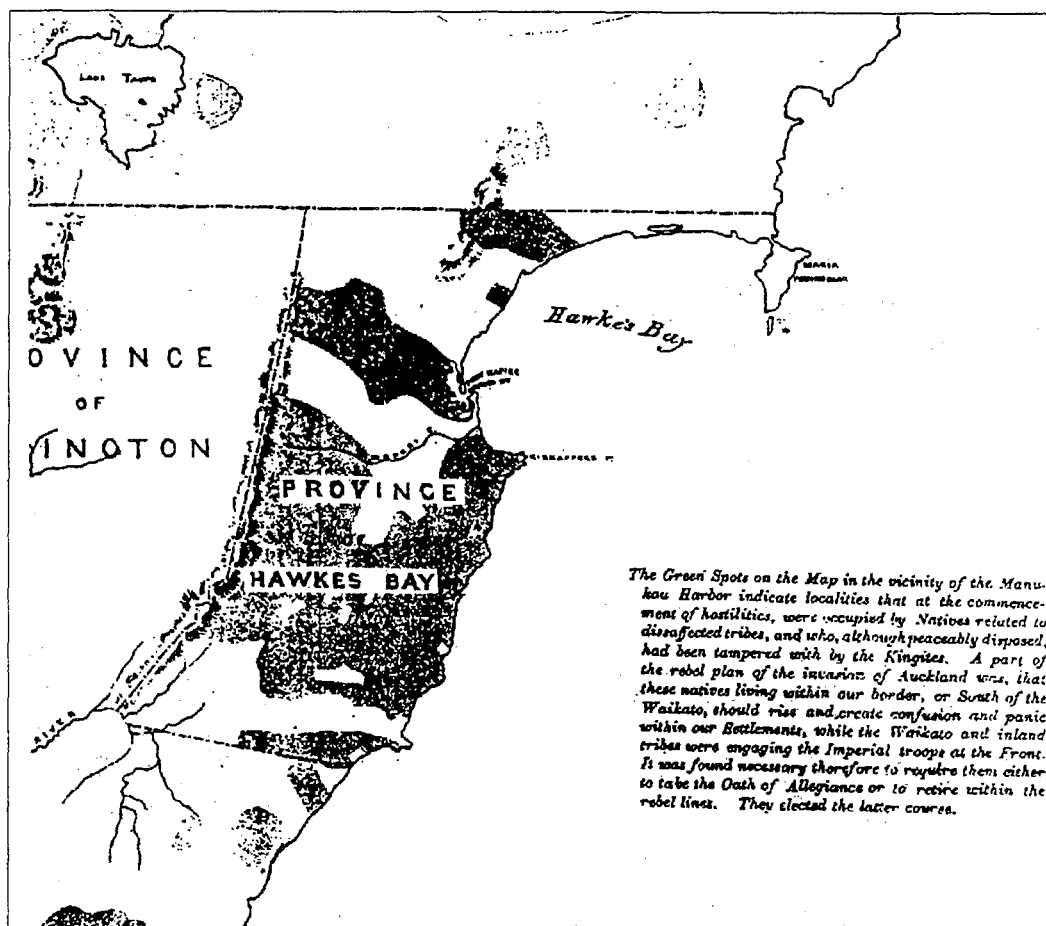 LAKE TAUPO
Hawke's Bay
OVINCE
OF
INGTON
PROVINCE
OF
HAWKES BAY
RIVER
The Green Spots on the Map in the vicinity of the Manu-
kau Harbor indicate localities that at the commence-
ment of hostilities, were occupied by Natives related to
dissaffected tribes, and who, although peaceably disposed,
had been tampered with by the Kingites. A part of
the rebel plan of the invasion of Auckland was, that
these natives living within our border, or South of the
Waikato, should rise and create confusion and panic
within our Settlements, while the Waikato and inland
tribes were engaging the Imperial troops at the Front.
It was found necessary therefore to require them either
to take the Oath of Allegiance or to retire within the
rebel lines. They elected the latter course.